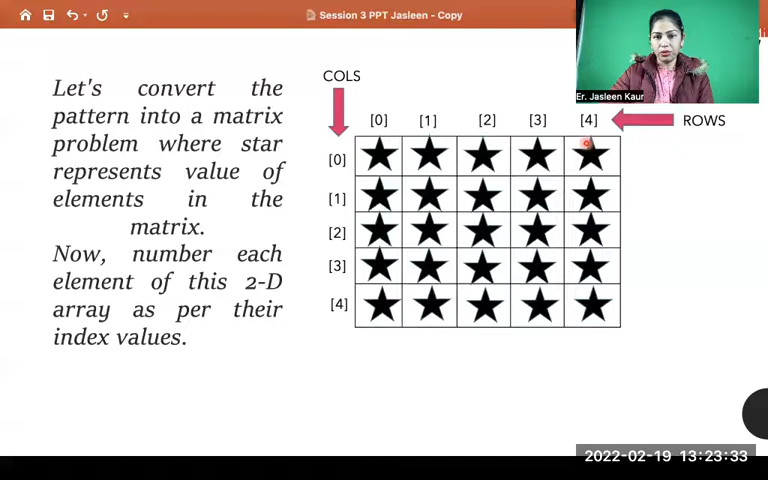 Session 3 PPT Jasleen - Copy
Er. Jasleen Kaur
Let's convert the
pattern into a matrix
problem where star
represents value of
elements in the
matrix.
Now, number each
element of this 2-D
array as per their
index values.
COLS
[0] [1] [2] [3] [4] ROWS
[0]
[1]
[2]
[3]
[4]
2022-02-19 13:23:33